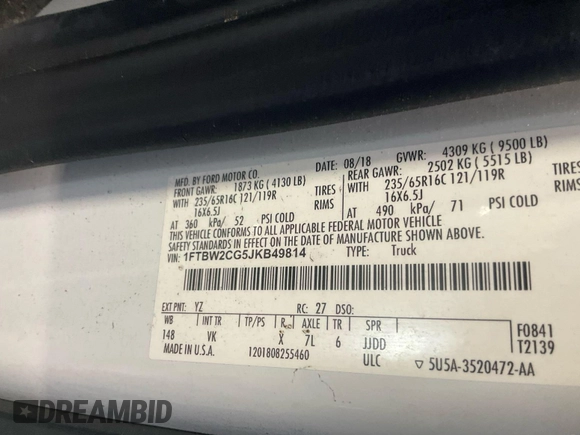 MFD. BY FORD MOTOR CO.
DATE: 08/18 GVWR: 4309 KG ( 9500 LB)
FRONT GAWR: 1873 KG ( 4130 LB)
REAR GAWR: 2502 KG ( 5515 LB)
WITH 235/65R16C 121/119R TIRES
WITH 235/65R16C 121/119R TIRES
16X6.5J RIMS
16X6.5J RIMS
AT 360 kPa/ 52 PSI COLD
AT 490 kPa/ 71 PSI COLD
THIS VEHICLE CONFORMS TO ALL APPLICABLE FEDERAL MOTOR VEHICLE
SAFETY STANDARDS IN EFFECT ON THE DATE OF MANUFACTURE SHOWN ABOVE.
VIN: 1FTBW2CG5JKB49814 TYPE: Truck
EXT PNT: YZ RC: 27 DSO:
WB INT TR TP/PS R AXLE TR SPR
148 VK X 7L 6 JJDD
F0841
T2139
MADE IN U.S.A. 1201808255460 ULC ▽ 5U5A-3520472-AA
DREAMBID